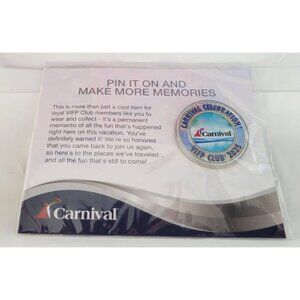 PIN IT ON AND
MAKE MORE MEMORIES
This is more than just a cool item for
loyal VIFP Club members like you to
wear and collect - it's a permanent
memento of all the fun that's happened
right here on this vacation. You've
definitely earned it! We're so honored
that you came back to join us again,
so here's to the places we've traveled...
and all the fun that's still to come!
CARNIVAL CELEBRATION
Carnival
VIFP CLUB 2023
Carnival